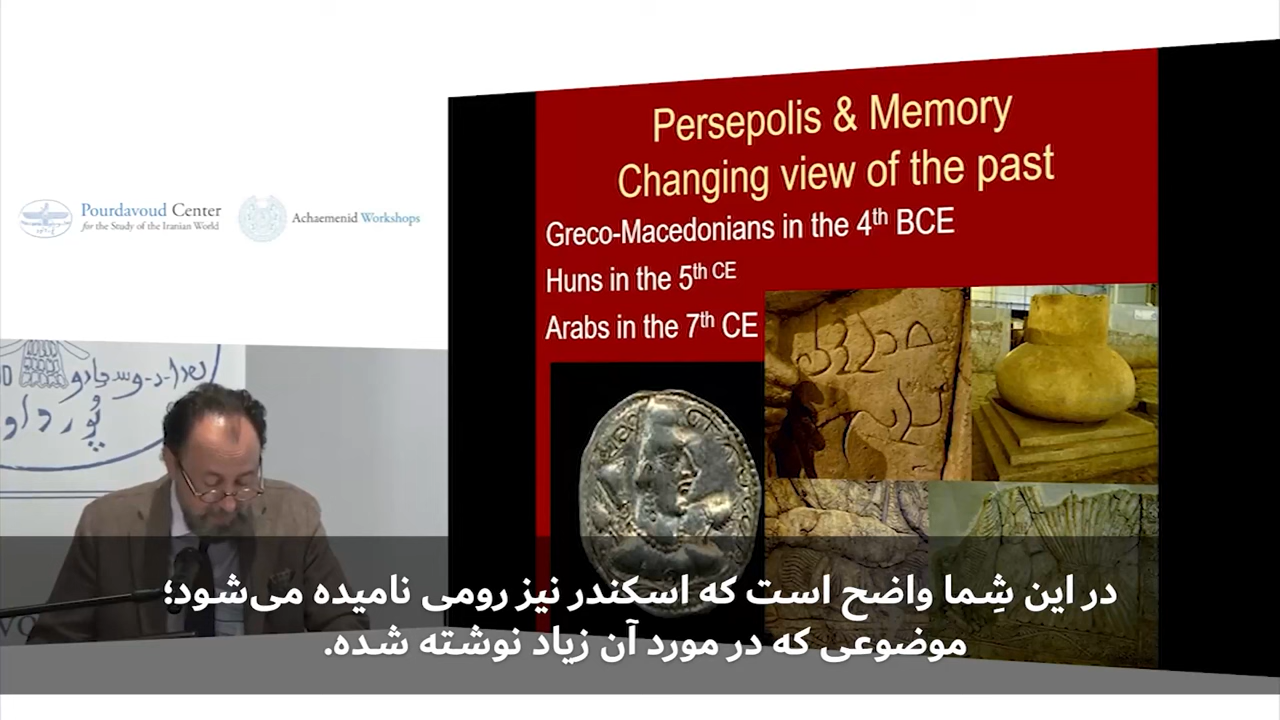 Pourdavoud Center
for the Study of the Iranian World
Achaemenid Workshops
Persepolis & Memory
Changing view of the past
Greco-Macedonians in the 4th BCE
Huns in the 5th CE
Arabs in the 7th CE
در این شِما واضح است که اسکندر نیز رومی نامیده می‌شود؛
موضوعی که در مورد آن زیاد نوشته شده.